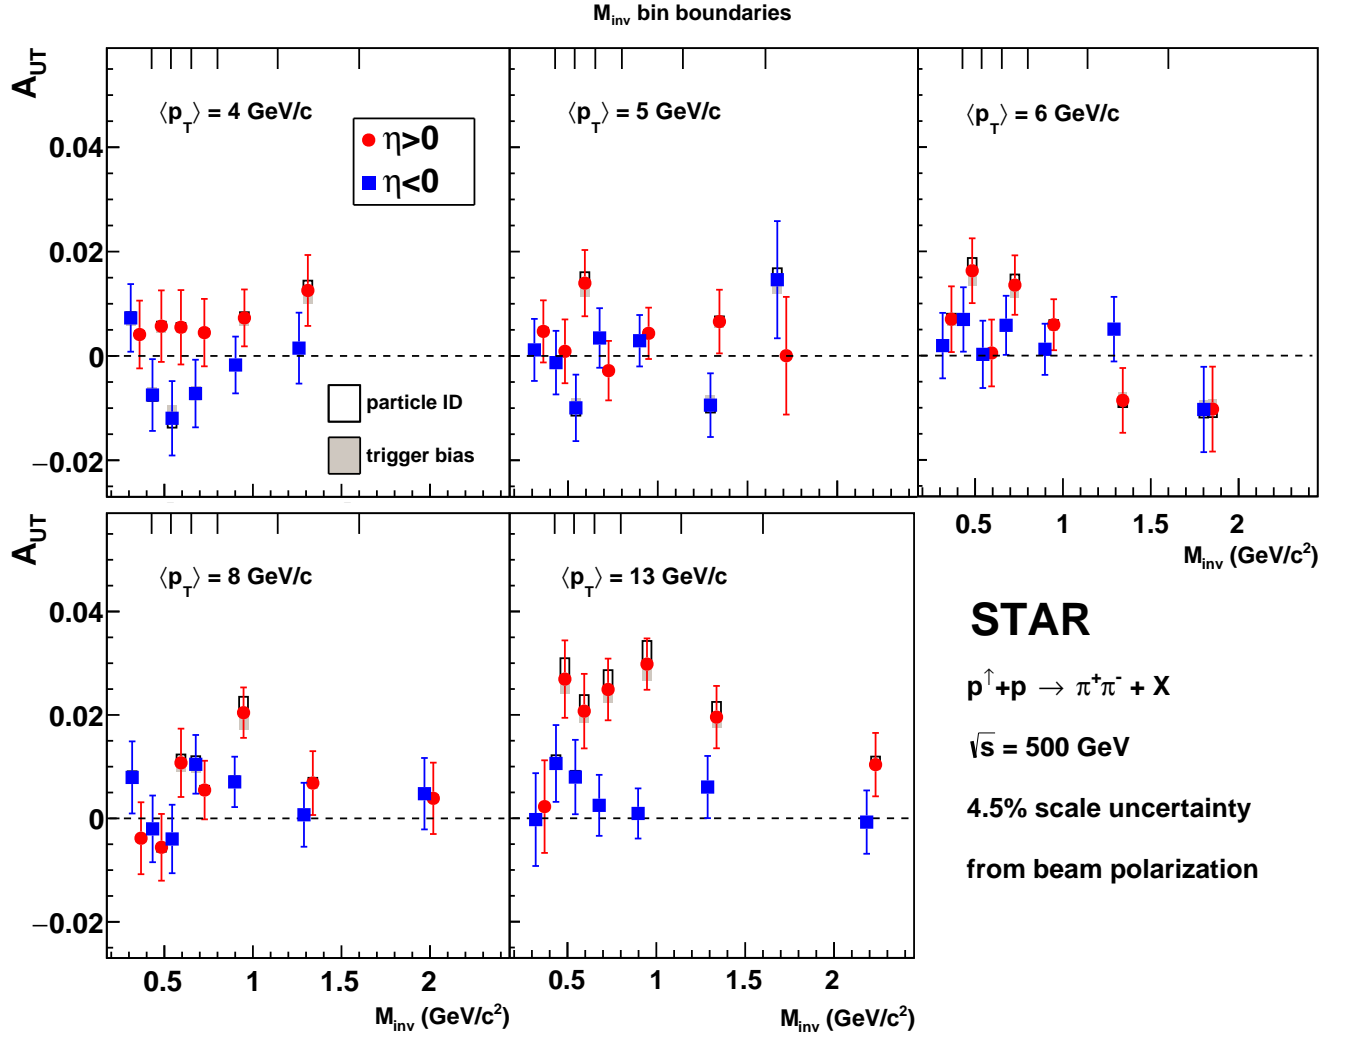 M_inv bin boundaries
A_UT
⟨p_T⟩ = 4 GeV/c
⟨p_T⟩ = 5 GeV/c
⟨p_T⟩ = 6 GeV/c
η>0
η<0
0.04
0.02
0
−0.02
particle ID
trigger bias
0.5 1 1.5 2
M_inv (GeV/c²)
A_UT
⟨p_T⟩ = 8 GeV/c
⟨p_T⟩ = 13 GeV/c
0.04
0.02
0
−0.02
0.5 1 1.5 2
0.5 1 1.5 2
M_inv (GeV/c²)
M_inv (GeV/c²)
STAR
p↑+p → π⁺π⁻ + X
√s = 500 GeV
4.5% scale uncertainty
from beam polarization